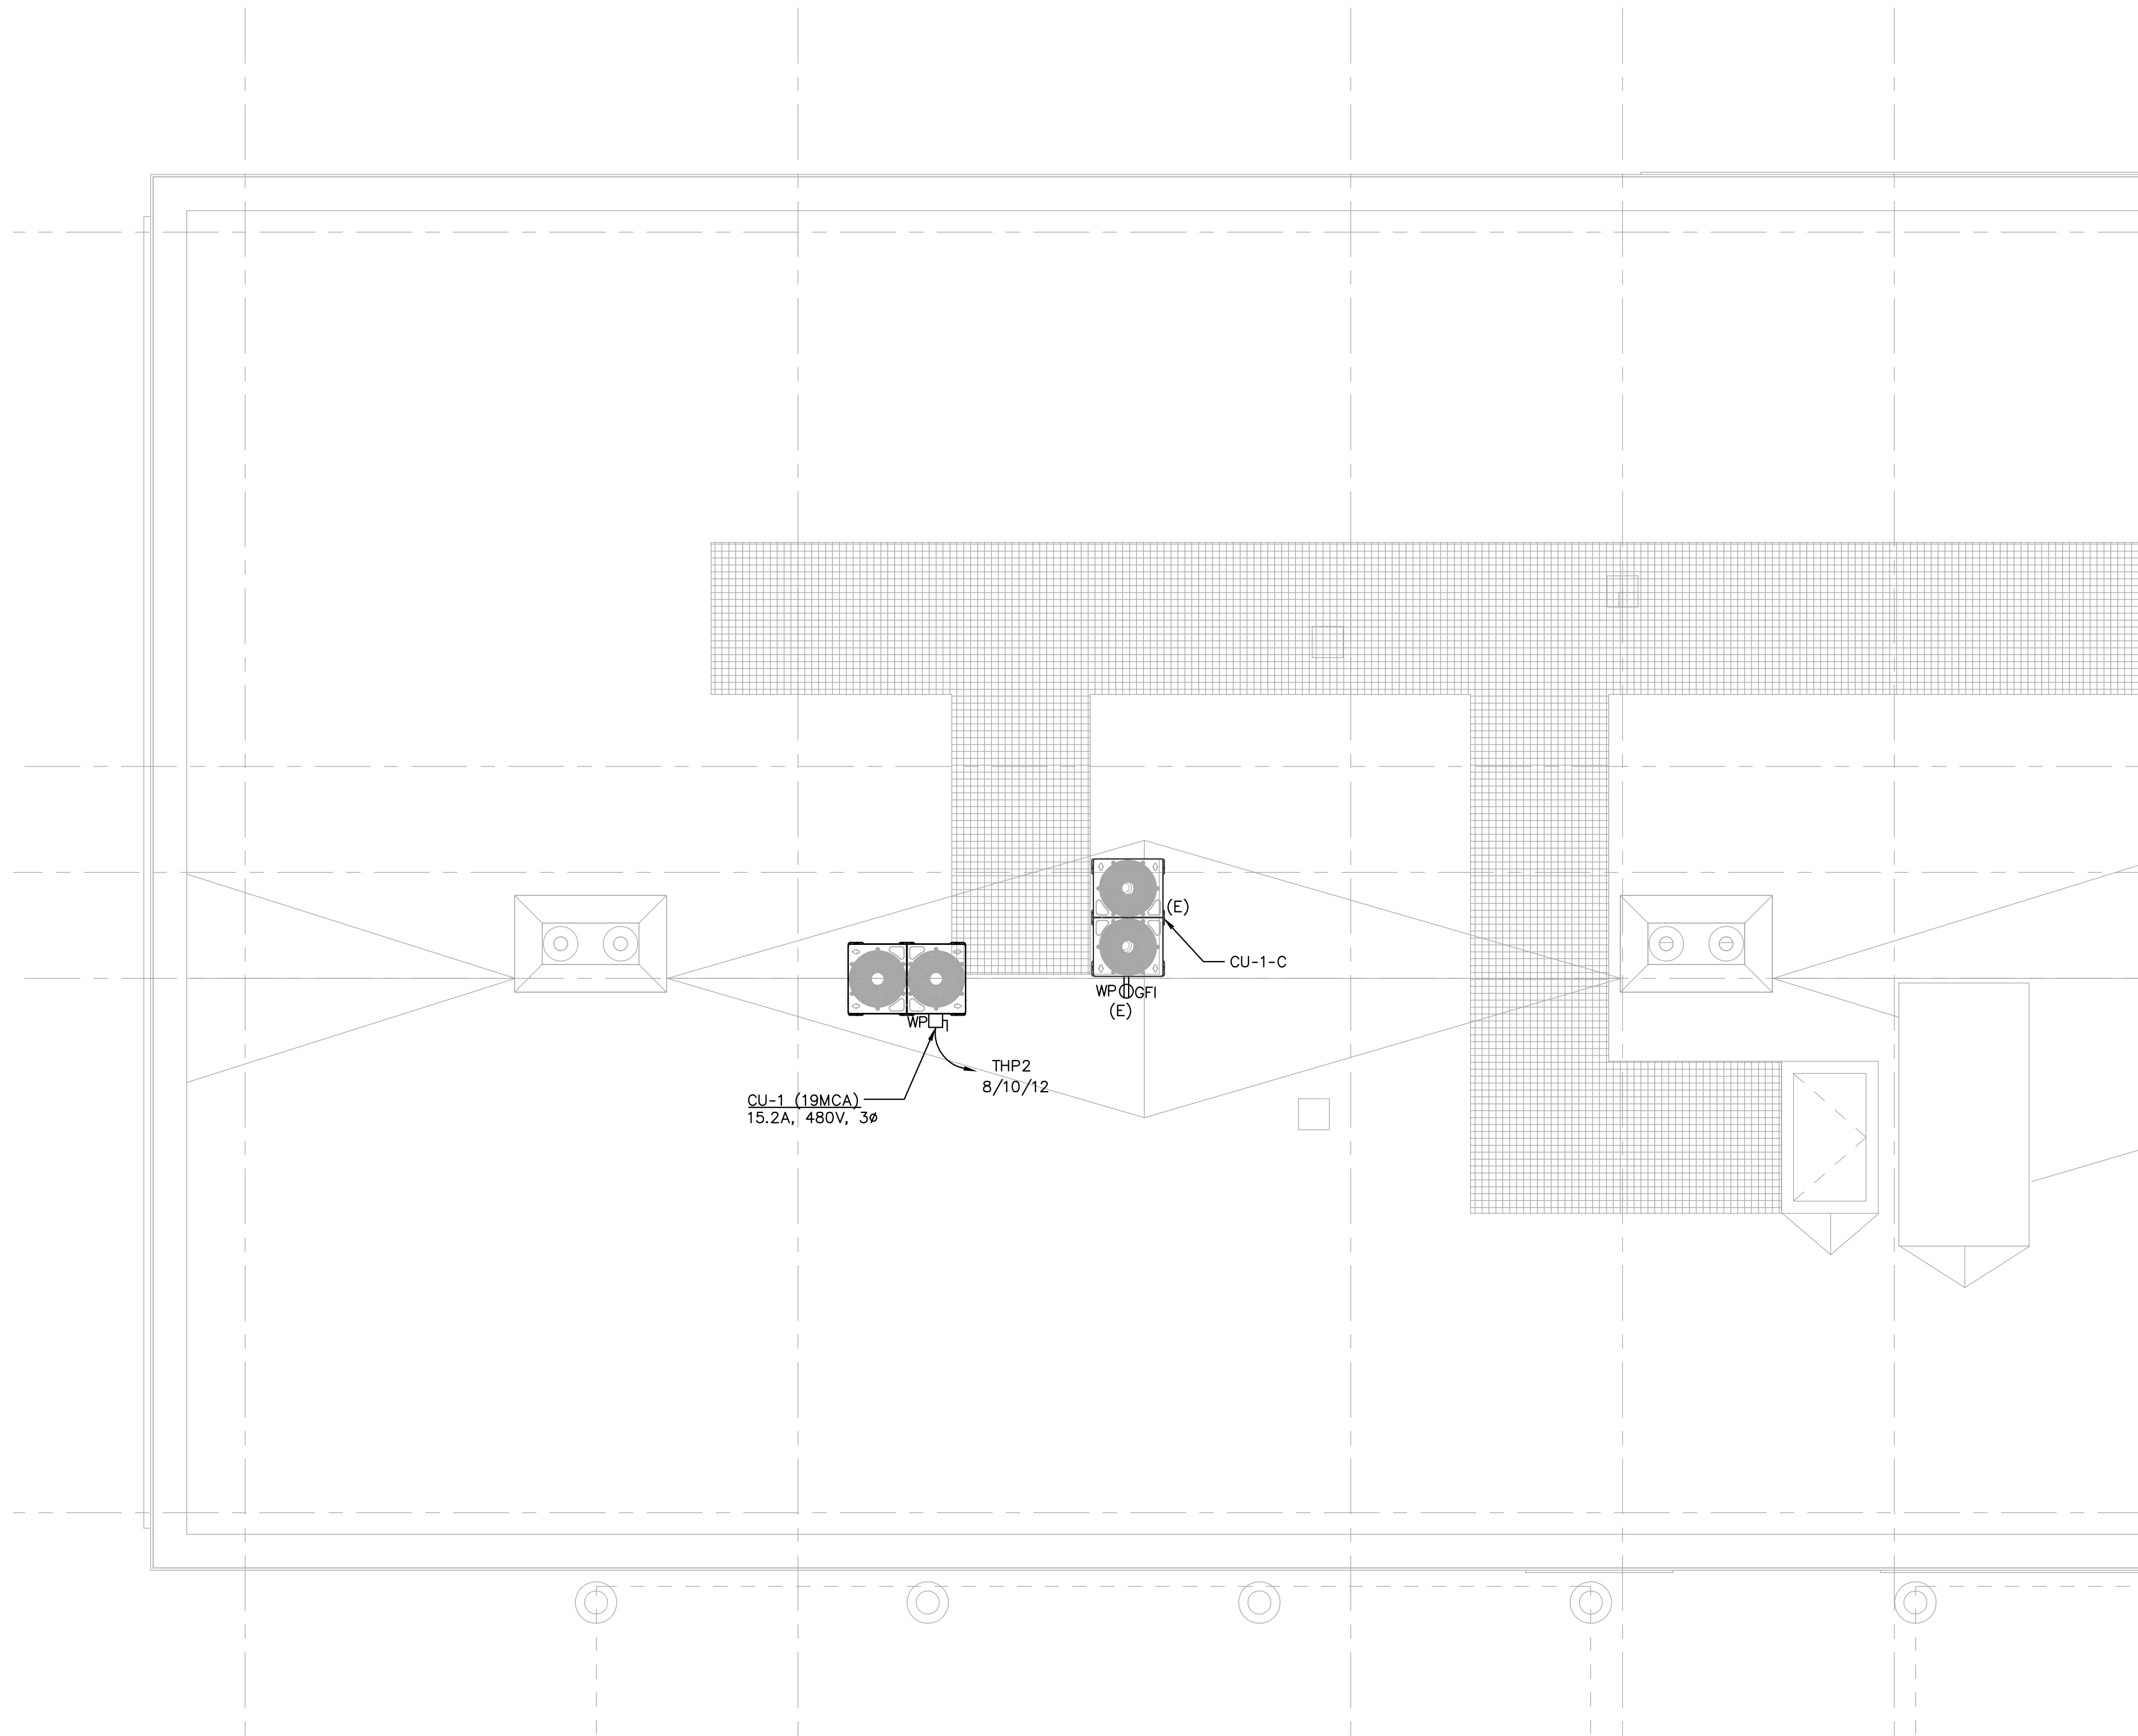 (E)
CU-1-C
WP GFI
(E)
WP
THP2
8/10/12
CU-1 (19MCA)
15.2A, 480V, 3ø